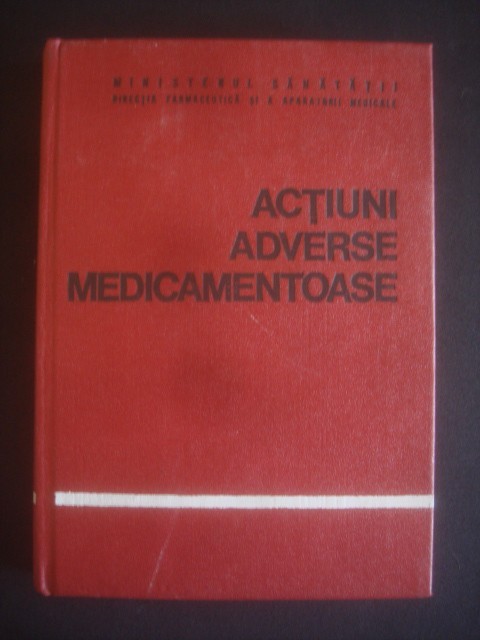 MINISTERUL SĂNĂTĂȚII
DIRECȚIA FARMACEUTICĂ ȘI A APARATURII MEDICALE
ACȚIUNI
ADVERSE
MEDICAMENTOASE